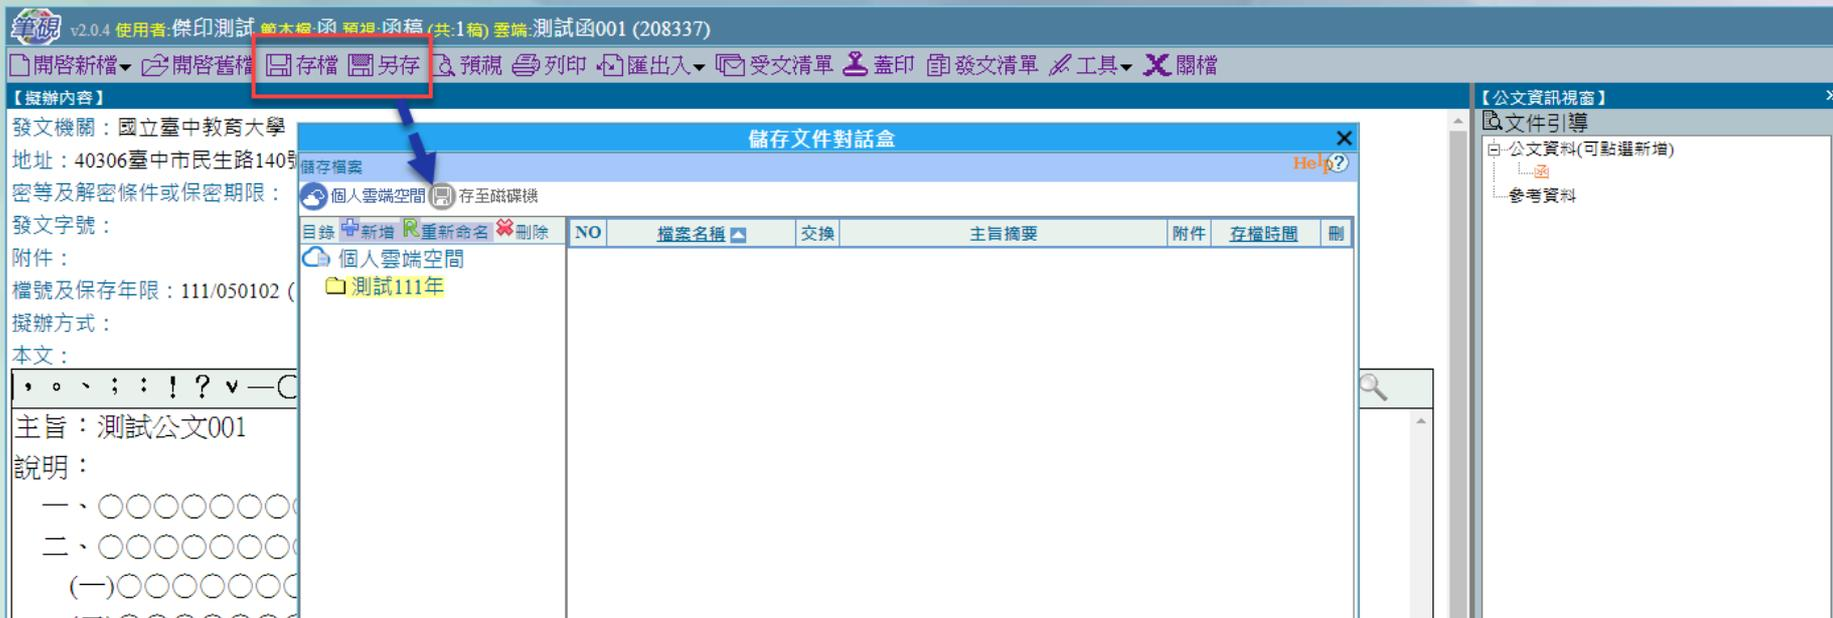 筆硯 v2.0.4 使用者:傑印測試 範本檔:函 預視:函稿 (共:1稿) 雲端:測試函001 (208337)
開啓新檔 開啓舊檔 存檔 另存 預視 列印 匯出入 受文清單 蓋印 發文清單 工具 關檔
【擬辦內容】
發文機關：國立臺中教育大學
地址：40306臺中市民生路140號
密等及解密條件或保密期限：
發文字號：
附件：
檔號及保存年限：111/050102 (
擬辦方式：
本文：
，。、；：！？ˇ—○
主旨：測試公文001
說明：
一、○○○○○○○○
二、○○○○○○○○
(一)○○○○○○○
儲存文件對話盒
儲存檔案 Help?
個人雲端空間 存至磁碟機
目錄 新增 R重新命名 刪除
NO 檔案名稱 交換 主旨摘要 附件 存檔時間 刪
個人雲端空間
測試111年
【公文資訊視窗】 »
文件引導
公文資料(可點選新增)
函
參考資料